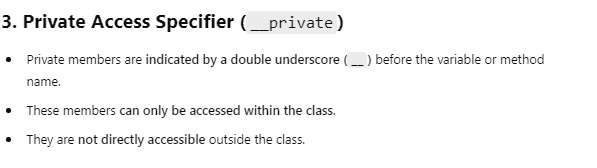 3. Private Access Specifier (__private)
• Private members are indicated by a double underscore (__) before the variable or method
name.
• These members can only be accessed within the class.
• They are not directly accessible outside the class.